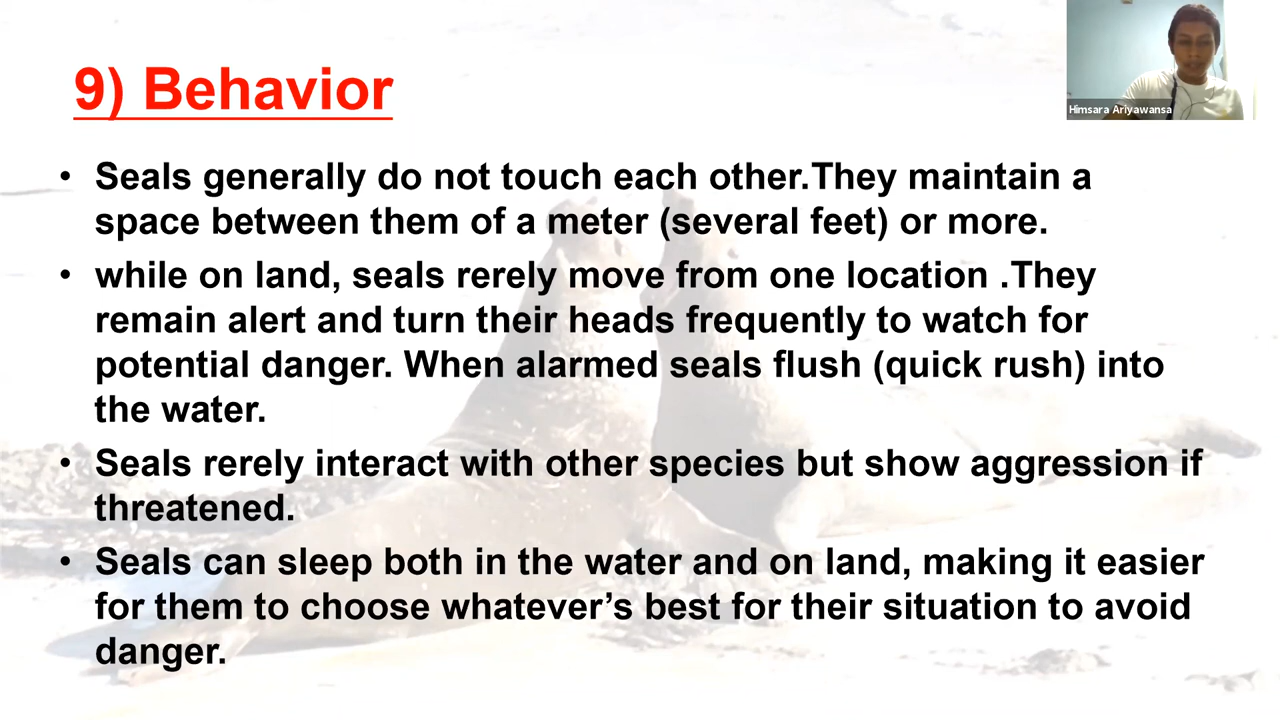 9) Behavior
Himsara Ariyawansa
• Seals generally do not touch each other.They maintain a
space between them of a meter (several feet) or more.
• while on land, seals rerely move from one location .They
remain alert and turn their heads frequently to watch for
potential danger. When alarmed seals flush (quick rush) into
the water.
• Seals rerely interact with other species but show aggression if
threatened.
• Seals can sleep both in the water and on land, making it easier
for them to choose whatever’s best for their situation to avoid
danger.